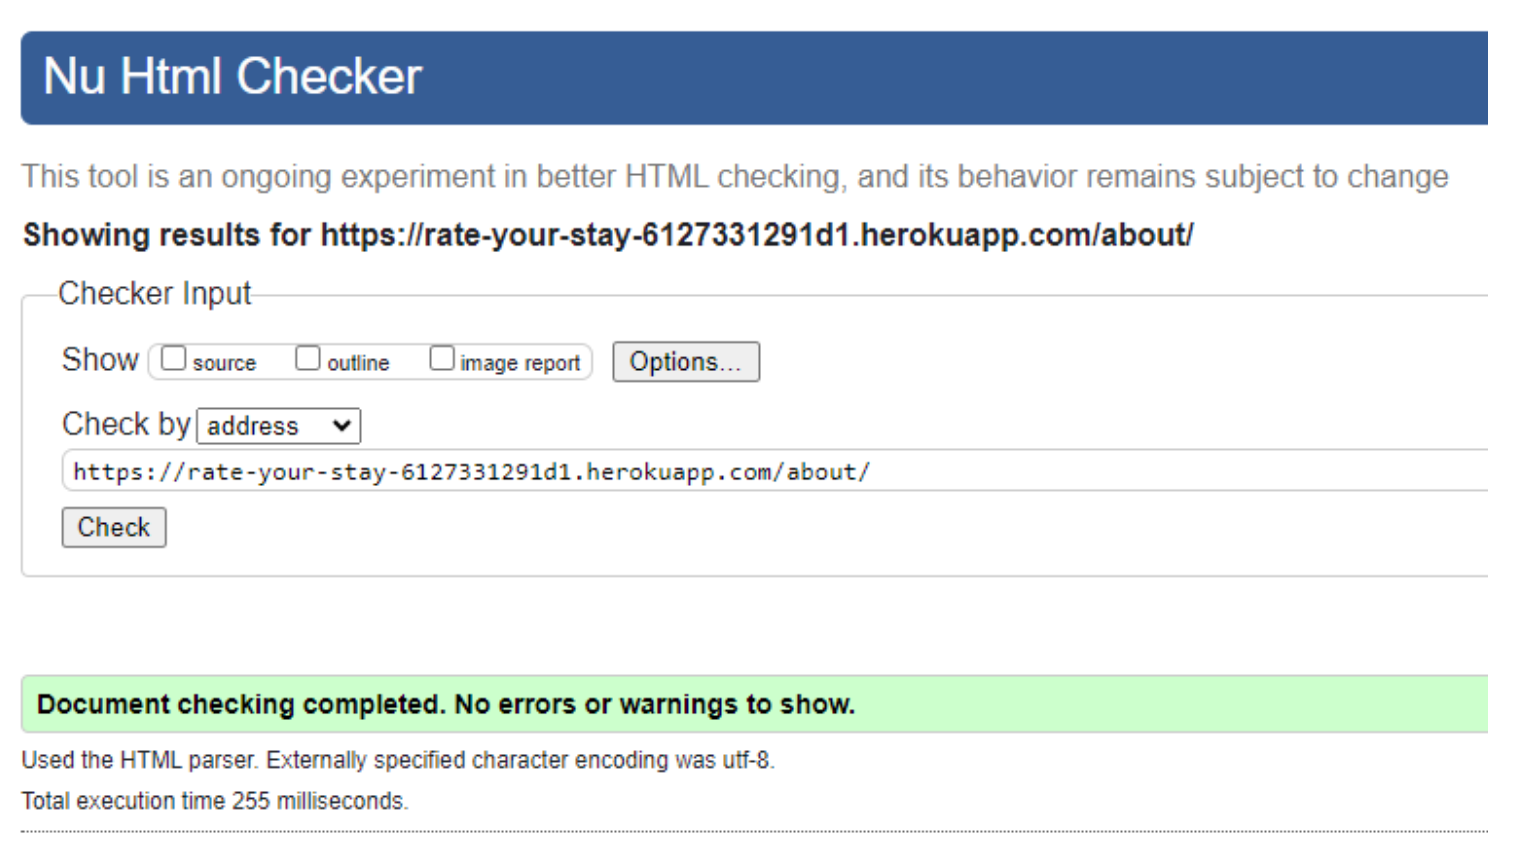 Nu Html Checker
This tool is an ongoing experiment in better HTML checking, and its behavior remains subject to change
Showing results for https://rate-your-stay-6127331291d1.herokuapp.com/about/
Checker Input
Show source outline image report Options...
Check by address
https://rate-your-stay-6127331291d1.herokuapp.com/about/
Check
Document checking completed. No errors or warnings to show.
Used the HTML parser. Externally specified character encoding was utf-8.
Total execution time 255 milliseconds.